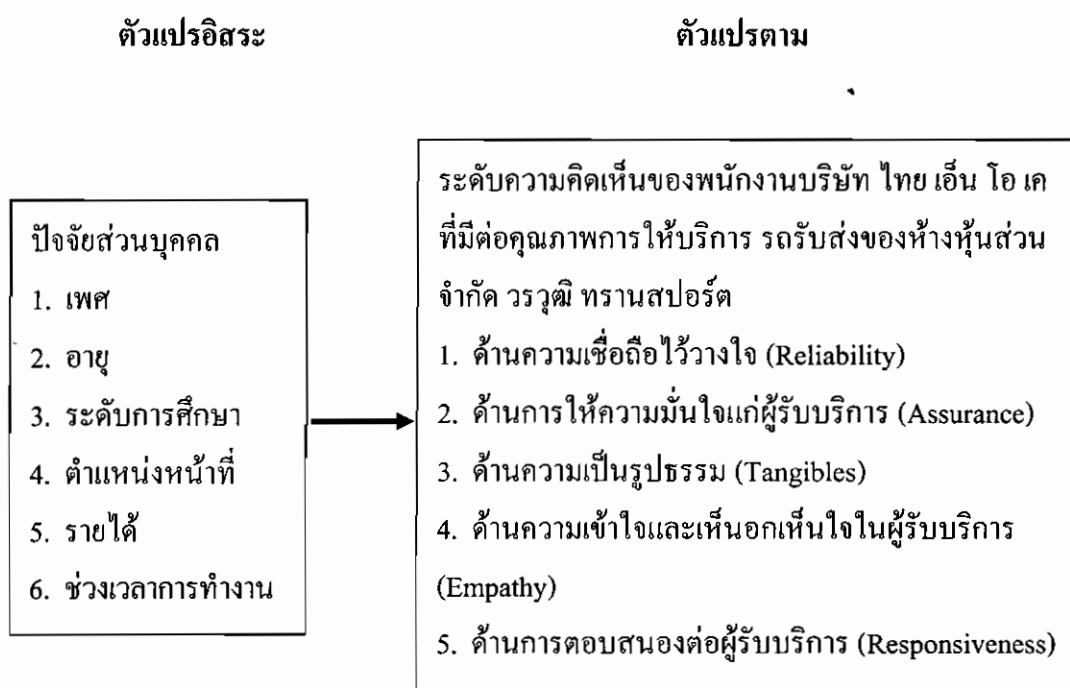 ตัวแปรอิสระ
ตัวแปรตาม
ปัจจัยส่วนบุคคล
1. เพศ
2. อายุ
3. ระดับการศึกษา
4. ตำแหน่งหน้าที่
5. รายได้
6. ช่วงเวลาการทำงาน
ระดับความคิดเห็นของพนักงานบริษัท ไทย เอ็น โอ เค
ที่มีต่อคุณภาพการให้บริการ รถรับส่งของห้างหุ้นส่วน
จำกัด วรวุฒิ ทรานสปอร์ต
1. ด้านความเชื่อถือไว้วางใจ (Reliability)
2. ด้านการให้ความมั่นใจแก่ผู้รับบริการ (Assurance)
3. ด้านความเป็นรูปธรรม (Tangibles)
4. ด้านความเข้าใจและเห็นอกเห็นใจในผู้รับบริการ
(Empathy)
5. ด้านการตอบสนองต่อผู้รับบริการ (Responsiveness)